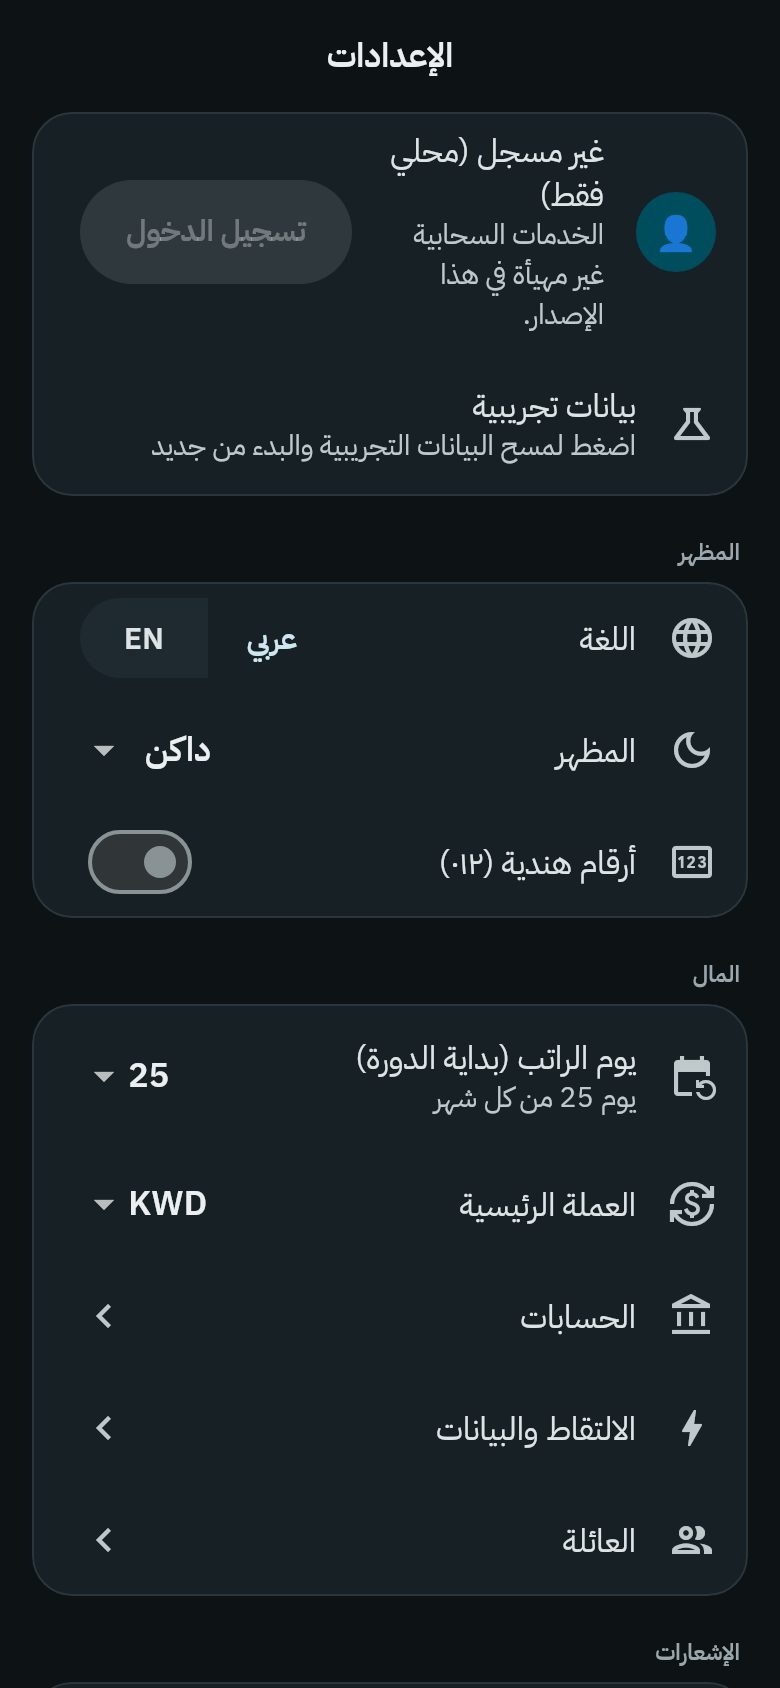 الإعدادات
غير مسجل (محلي
فقط)
الخدمات السحابية
غير مهيأة في هذا
الإصدار.
تسجيل الدخول
بيانات تجريبية
اضغط لمسح البيانات التجريبية والبدء من جديد
المظهر
اللغة
عربي
EN
المظهر
داكن
123
أرقام هندية (٠١٢)
المال
يوم الراتب (بداية الدورة)
يوم 25 من كل شهر
25
العملة الرئيسية
KWD
الحسابات
الالتقاط والبيانات
العائلة
الإشعارات